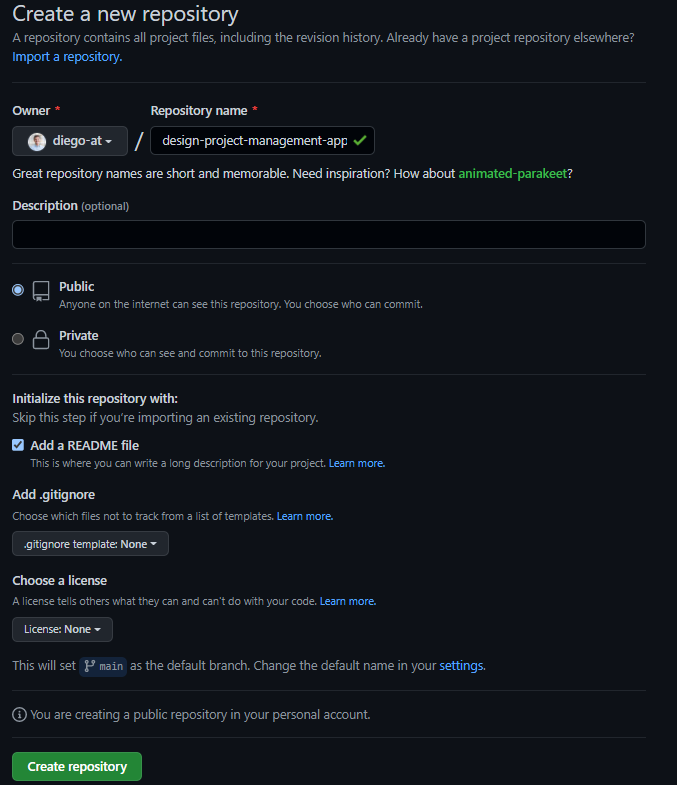 Create a new repository
A repository contains all project files, including the revision history. Already have a project repository elsewhere?
Import a repository.
Owner *
Repository name *
diego-at
/
design-project-management-app
Great repository names are short and memorable. Need inspiration? How about animated-parakeet?
Description (optional)
Public
Anyone on the internet can see this repository. You choose who can commit.
Private
You choose who can see and commit to this repository.
Initialize this repository with:
Skip this step if you're importing an existing repository.
Add a README file
This is where you can write a long description for your project. Learn more.
Add .gitignore
Choose which files not to track from a list of templates. Learn more.
.gitignore template: None
Choose a license
A license tells others what they can and can't do with your code. Learn more.
License: None
This will set main as the default branch. Change the default name in your settings.
You are creating a public repository in your personal account.
Create repository